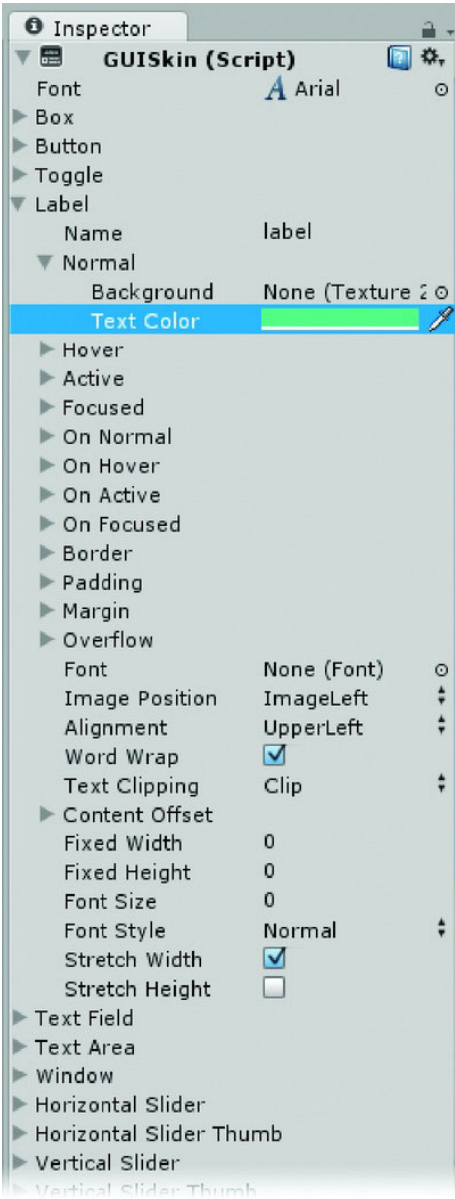 Inspector
GUISkin (Script)
Font Arial
Box
Button
Toggle
Label
Name label
Normal
Background None (Texture 2
Text Color
Hover
Active
Focused
On Normal
On Hover
On Active
On Focused
Border
Padding
Margin
Overflow
Font None (Font)
Image Position ImageLeft
Alignment UpperLeft
Word Wrap
Text Clipping Clip
Content Offset
Fixed Width 0
Fixed Height 0
Font Size 0
Font Style Normal
Stretch Width
Stretch Height
Text Field
Text Area
Window
Horizontal Slider
Horizontal Slider Thumb
Vertical Slider
Vertical Slider Thumb